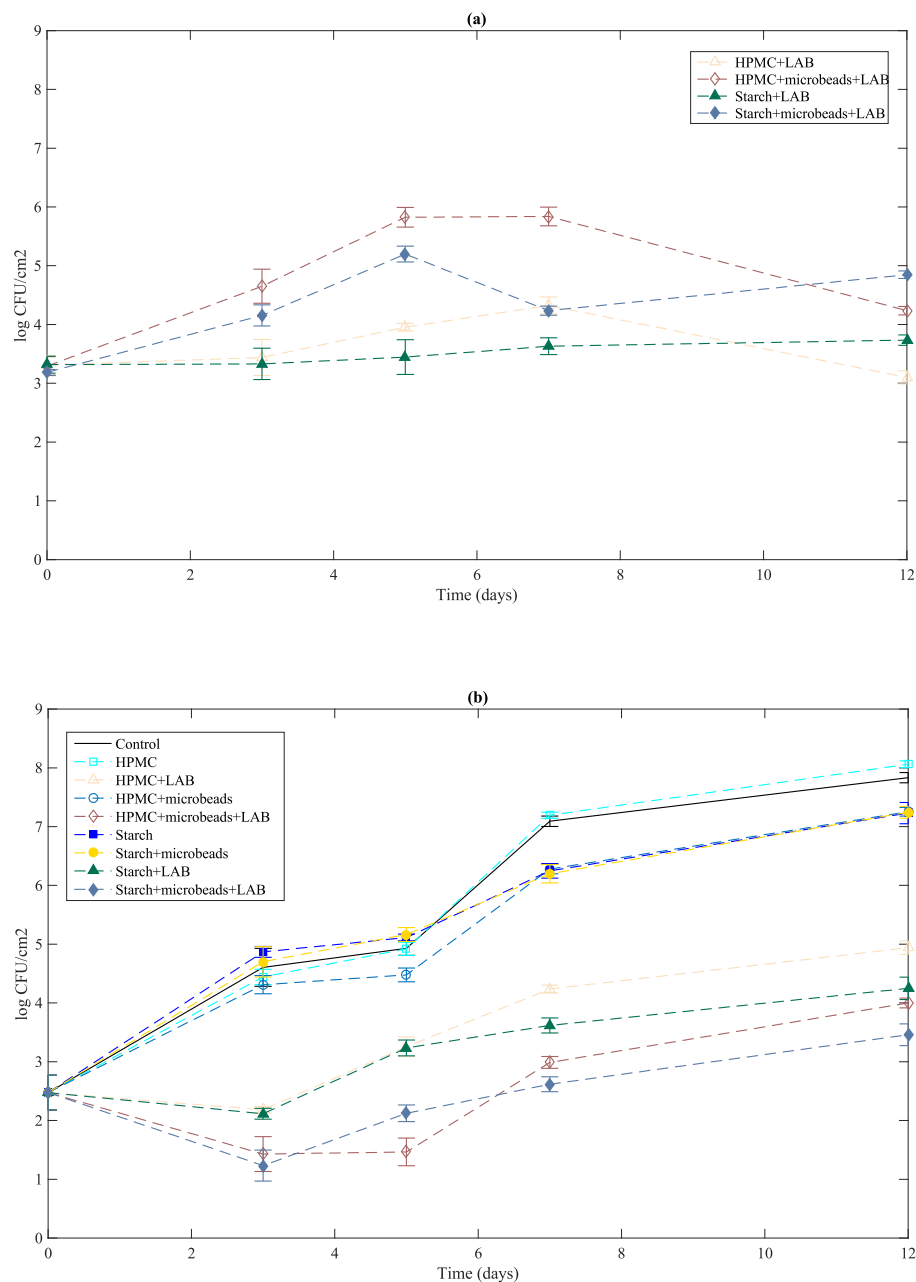 (a)
9
8
7
6
5
4
3
2
1
0
log CFU/cm2
HPMC+LAB
HPMC+microbeads+LAB
Starch+LAB
Starch+microbeads+LAB
0 2 4 6 8 10 12
Time (days)
(b)
9
8
7
6
5
4
3
2
1
0
log CFU/cm2
Control
HPMC
HPMC+LAB
HPMC+microbeads
HPMC+microbeads+LAB
Starch
Starch+microbeads
Starch+LAB
Starch+microbeads+LAB
0 2 4 6 8 10 12
Time (days)